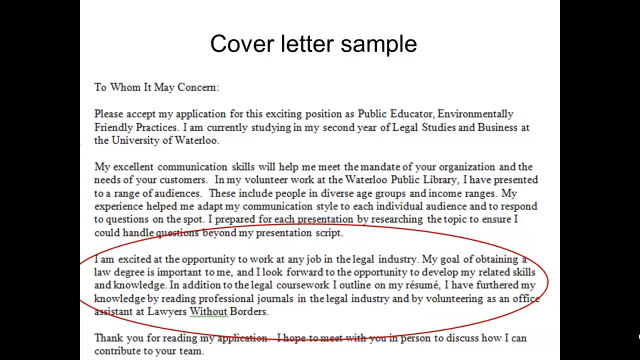 Cover letter sample
To Whom It May Concern:
Please accept my application for this exciting position as Public Educator, Environmentally
Friendly Practices. I am currently studying in my second year of Legal Studies and Business at
the University of Waterloo.
My excellent communication skills will help me meet the mandate of your organization and the
needs of your customers. In my volunteer work at the Waterloo Public Library, I have presented
to a range of audiences. These include people in diverse age groups and income ranges. My
experience helped me adapt my communication style to each individual audience and to respond
to questions on the spot. I prepared for each presentation by researching the topic to ensure I
could handle questions beyond my presentation script.
I am excited at the opportunity to work at any job in the legal industry. My goal of obtaining a
law degree is important to me, and I look forward to the opportunity to develop my related skills
and knowledge. In addition to the legal coursework I outline on my résumé, I have furthered my
knowledge by reading professional journals in the legal industry and by volunteering as an office
assistant at Lawyers Without Borders.
Thank you for reading my application. I hope to meet with you in person to discuss how I can
contribute to your team.